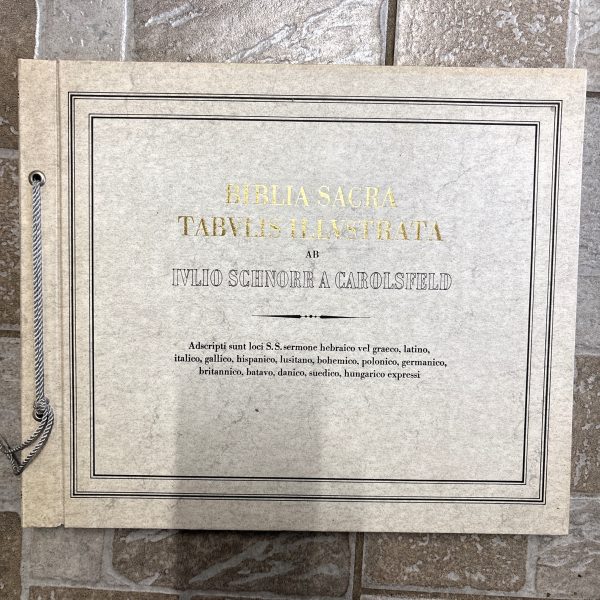 BIBLIA SACRA
TABVLIS ILLVSTRATA
AB
IVLIO SCHNORR A CAROLSFELD
Adscripti sunt loci S.S. sermone hebraico vel graeco, latino,
italico, gallico, hispanico, lusitano, bohemico, polonico, germanico,
britannico, batavo, danico, suedico, hungarico expressi